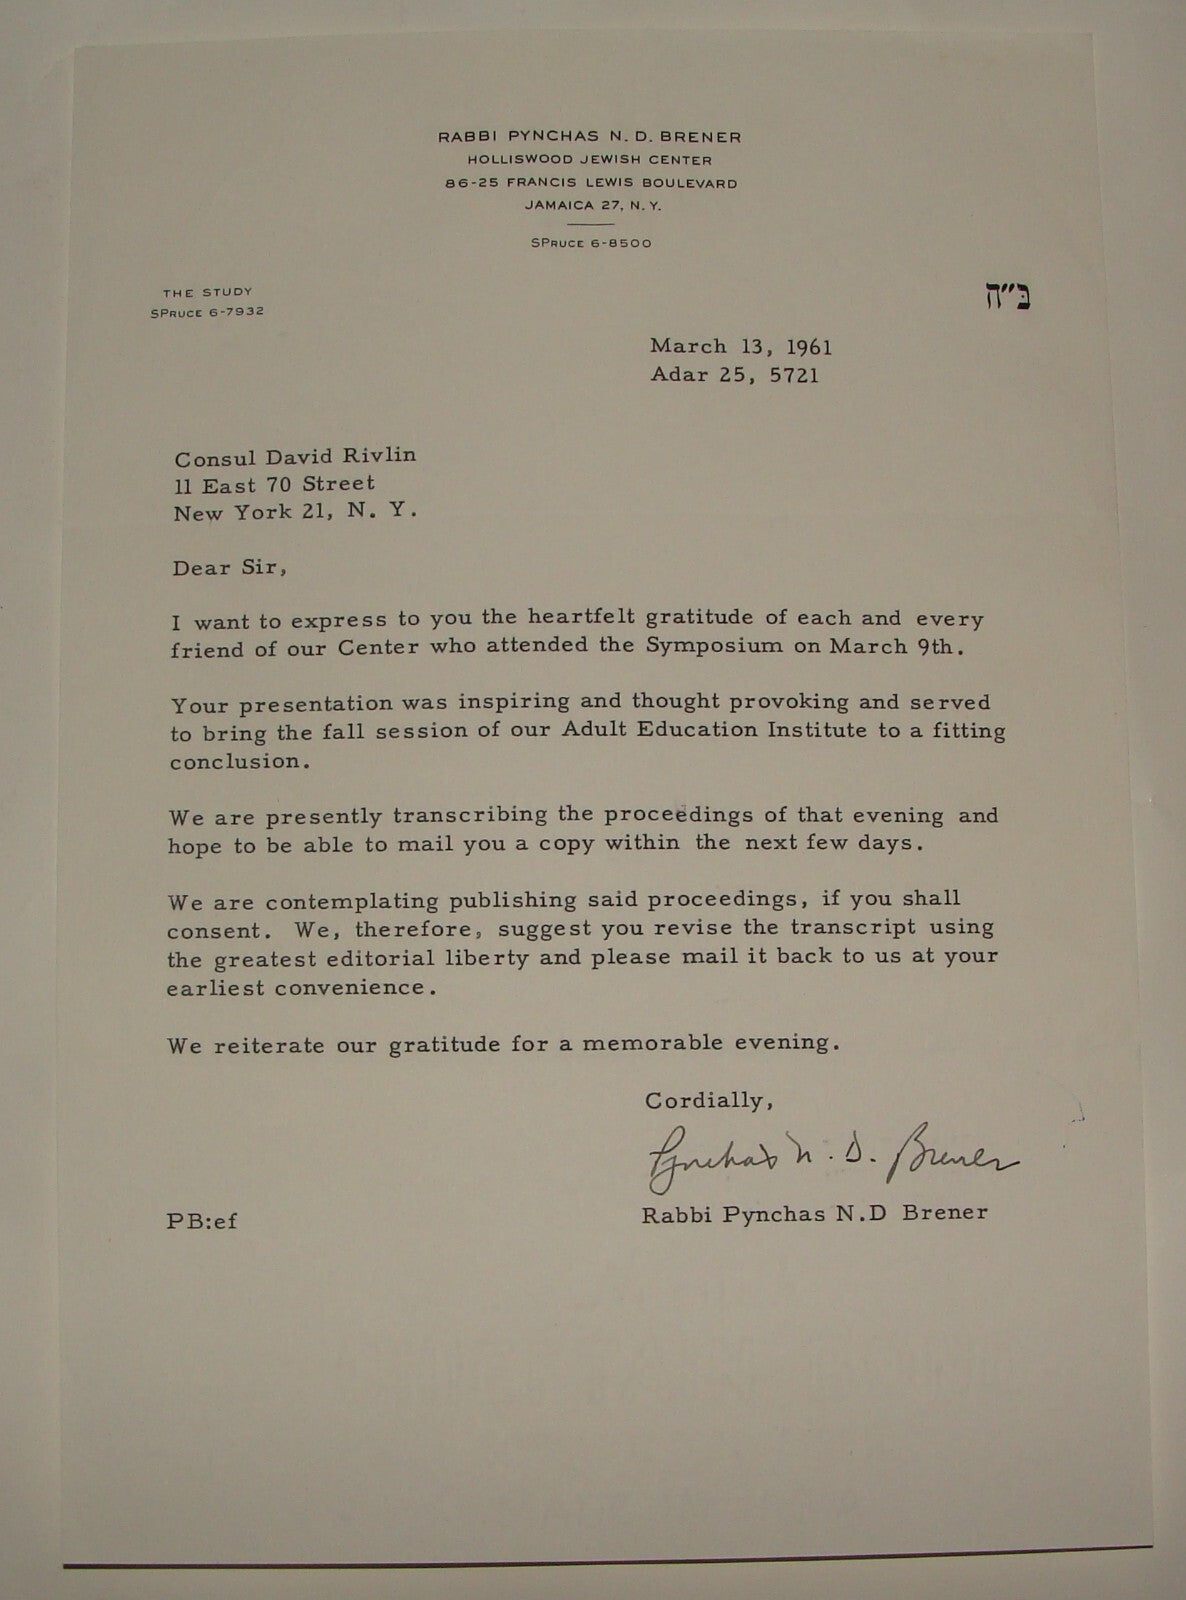 RABBI PYNCHAS N. D. BRENER
HOLLISWOOD JEWISH CENTER
86-25 FRANCIS LEWIS BOULEVARD
JAMAICA 27, N. Y.
SPRUCE 6-8500
THE STUDY
SPRUCE 6-7932
ב״ה
March 13, 1961
Adar 25, 5721
Consul David Rivlin
11 East 70 Street
New York 21, N. Y.
Dear Sir,
I want to express to you the heartfelt gratitude of each and every
friend of our Center who attended the Symposium on March 9th.
Your presentation was inspiring and thought provoking and served
to bring the fall session of our Adult Education Institute to a fitting
conclusion.
We are presently transcribing the proceedings of that evening and
hope to be able to mail you a copy within the next few days.
We are contemplating publishing said proceedings, if you shall
consent. We, therefore, suggest you revise the transcript using
the greatest editorial liberty and please mail it back to us at your
earliest convenience.
We reiterate our gratitude for a memorable evening.
Cordially,
Pynchas N. D. Brener
Rabbi Pynchas N.D Brener
PB:ef